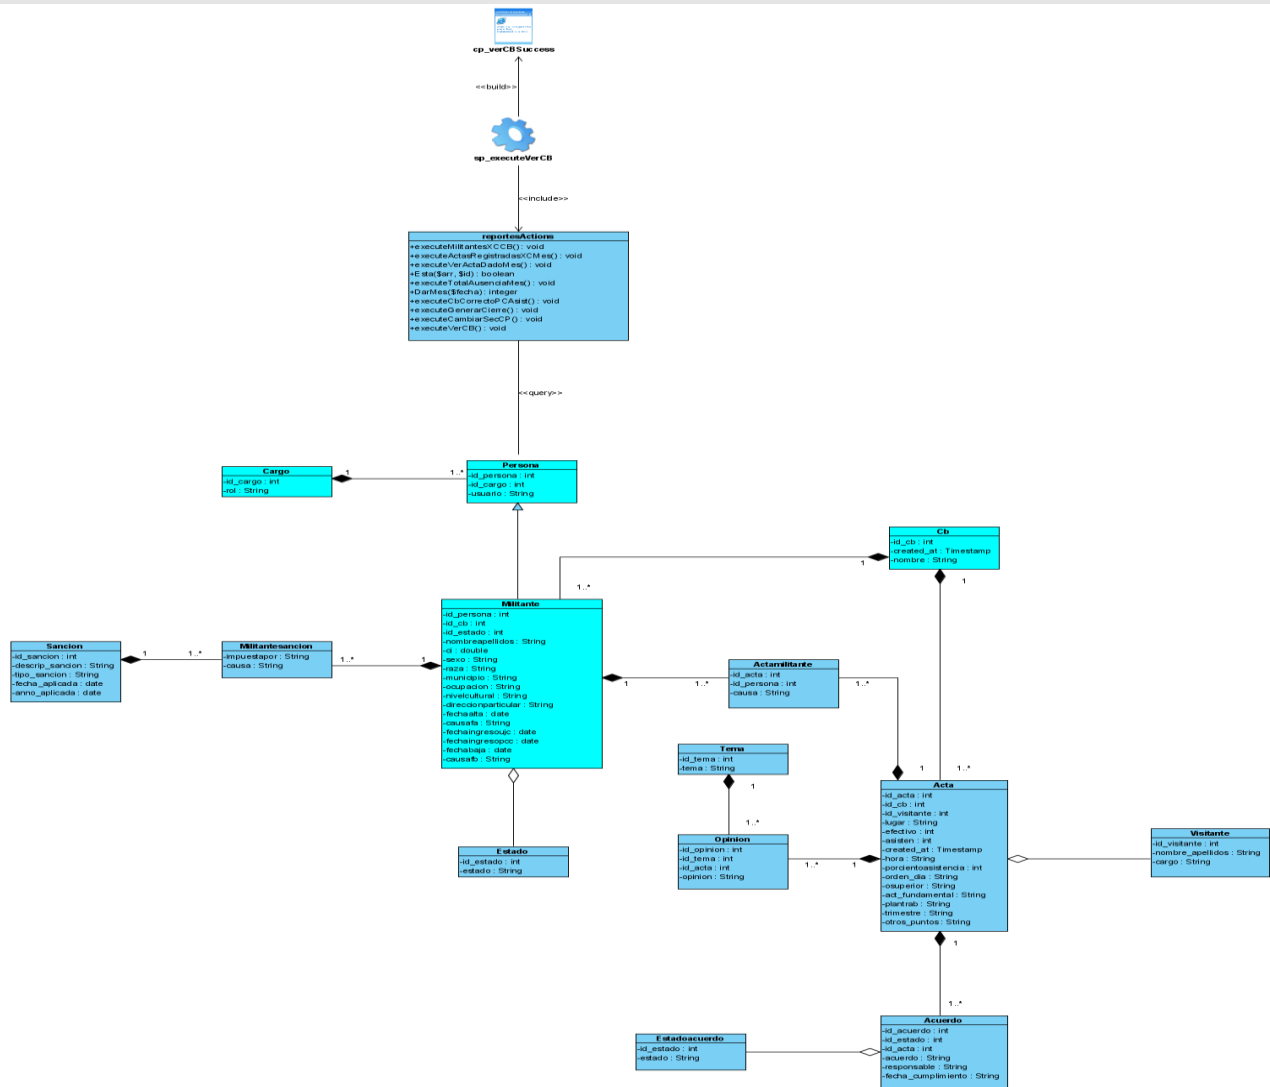 cp_verCBSuccess
<<build>>
sp_executeVerCB
<<include>>
reportesActions
+executeMilitantesXCCB() : void
+executeActasRegistradasXCMes() : void
+executeVerActaDadoMes() : void
+Esta($arr, $id) : boolean
+executeTotalAusenciaMes() : void
+DarMes($fecha) : integer
+executeCbCorrectoPCAsist() : void
+executeGenerarCierre() : void
+executeCambiarSecCP() : void
+executeVerCB() : void
<<query>>
Cargo
-id_cargo : int
-rol : String
1
1..*
Persona
-id_persona : int
-id_cargo : int
-usuario : String
Cb
-id_cb : int
-created_at : Timestamp
-nombre : String
1
1
1..*
Militante
-id_persona : int
-id_cb : int
-id_estado : int
-nombreapellidos : String
-ci : double
-sexo : String
-raza : String
-municipio : String
-ocupacion : String
-nivelcultural : String
-direccionparticular : String
-fechaalta : date
-causafa : String
-fechaingresoujc : date
-fechaingresopcc : date
-fechabaja : date
-causafb : String
Sancion
-id_sancion : int
-descrip_sancion : String
-tipo_sancion : String
-fecha_aplicada : date
-anno_aplicada : date
1
1..*
Militantesancion
-impuestapor : String
-causa : String
1..*
1
1
1..*
Actamilitante
-id_acta : int
-id_persona : int
-causa : String
1..*
1
1..*
Tema
-id_tema : int
-tema : String
1
1..*
Opinion
-id_opinion : int
-id_tema : int
-id_acta : int
-opinion : String
1..*
1
Acta
-id_acta : int
-id_cb : int
-id_visitante : int
-lugar : String
-efectivo : int
-asisten : int
-created_at : Timestamp
-hora : String
-porcientoasistencia : int
-orden_dia : String
-osuperior : String
-act_fundamental : String
-plantrab : String
-trimestre : String
-otros_puntos : String
Visitante
-id_visitante : int
-nombre_apellidos : String
-cargo : String
Estado
-id_estado : int
-estado : String
1
1..*
Acuerdo
-id_acuerdo : int
-id_estado : int
-id_acta : int
-acuerdo : String
-responsable : String
-fecha_cumplimiento : String
Estadoacuerdo
-id_estado : int
-estado : String